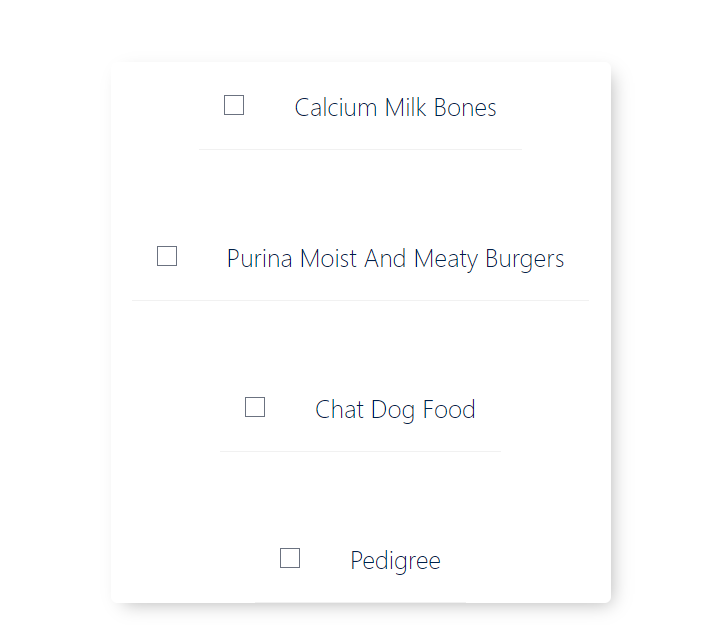 Calcium Milk Bones
Purina Moist And Meaty Burgers
Chat Dog Food
Pedigree